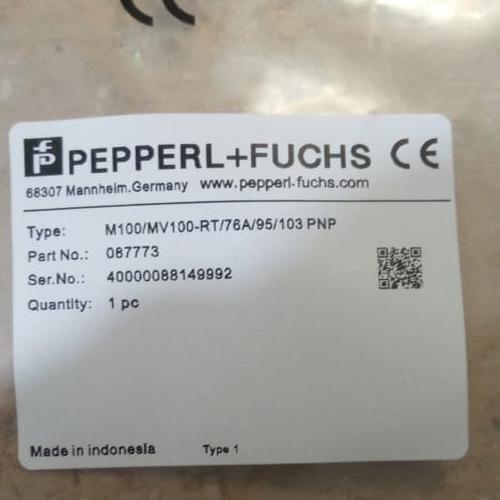 CE
PEPPERL+FUCHS CE
68307 Mannheim.Germany www.pepperl-fuchs.com
Type: M100/MV100-RT/76A/95/103 PNP
Part No.: 087773
Ser.No.: 40000088149992
Quantity: 1 pc
Made in indonesia Type 1